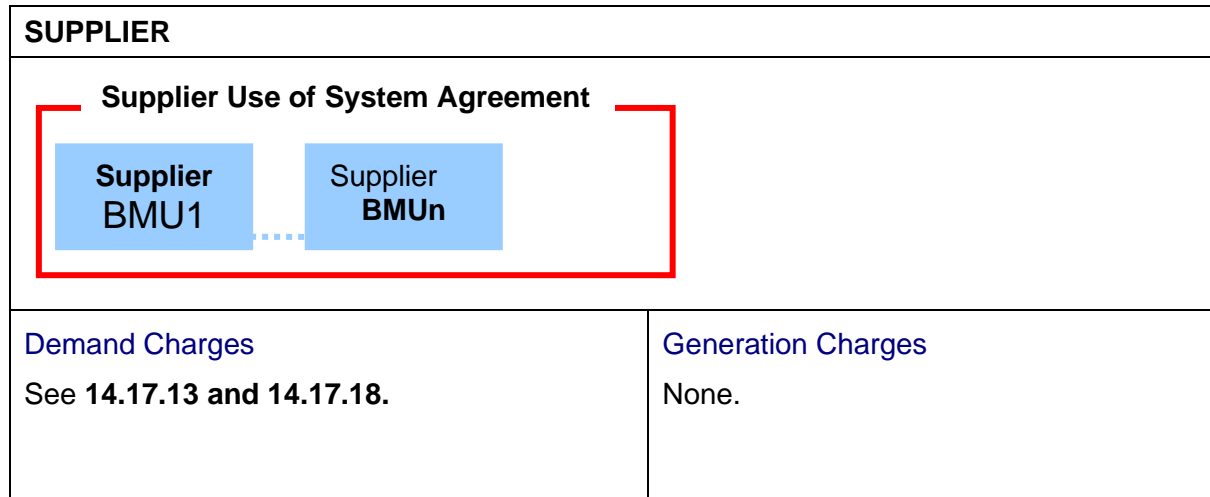 SUPPLIER
Supplier Use of System Agreement
Supplier
BMU1
Supplier
BMUn
Demand Charges
See 14.17.13 and 14.17.18.
Generation Charges
None.